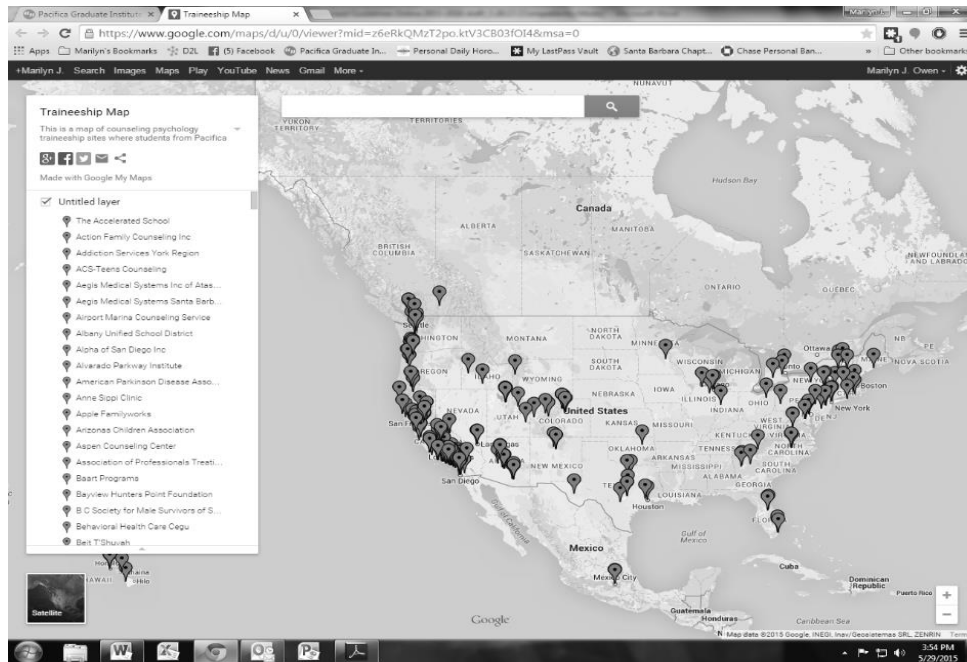 Pacifica Graduate Institute ×
Traineeship Map ×
Marilyn J.
https://www.google.com/maps/d/u/0/viewer?mid=z6eRkQMzT2po.ktV3CB03fOI4&msa=0
Apps
Marilyn's Bookmarks
D2L
(5) Facebook
Pacifica Graduate In...
Personal Daily Horo...
My LastPass Vault
Santa Barbara Chapt...
Chase Personal Ban...
»
Other bookmarks
+Marilyn J. Search Images Maps Play YouTube News Gmail More
Marilyn J. Owen
Traineeship Map
This is a map of counseling psychology
traineeship sites where students from Pacifica
Made with Google My Maps
Untitled layer
The Accelerated School
Action Family Counseling Inc
Addiction Services York Region
ACS-Teens Counseling
Aegis Medical Systems Inc of Atas...
Aegis Medical Systems Santa Barb...
Airport Marina Counseling Service
Albany Unified School District
Alpha of San Diego Inc
Alvarado Parkway Institute
American Parkinson Disease Asso...
Anne Sippi Clinic
Apple Familyworks
Arizonas Children Association
Aspen Counseling Center
Association of Professionals Treati...
Baart Programs
Bayview Hunters Point Foundation
B C Society for Male Survivors of S...
Behavioral Health Care Cegu
Beit T'Shuvah
Satellite
NUNAVUT
YUKON
TERRITORY
TERRITORIES
Hudson Bay
Canada
ALBERTA
MANITOBA
BRITISH
COLUMBIA
SASKATCHEWAN
NEWFOUNDLAN
AND LABRADO
ONTARIO
QUEBEC
Seattle
NORTH
DAKOTA
MONTANA
Ottawa
NB
PE
NOVA SCOTIA
SOUTH
DAKOTA
WISCONSIN
MICHIGAN
WYOMING
IOWA
NEBRASKA
Boston
ILLINOIS
OHIO
INDIANA
New York
NEVADA
UTAH
COLORADO
United States
KANSAS
MISSOURI
WEST
VIRGINIA
Las Vegas
OKLAHOMA
ARKANSAS
NORTH
CAROLINA
NEW MEXICO
MISSISSIPPI
SOUTH
CAROLINA
ALABAMA
San Diego
GEORGIA
LOUISIANA
Houston
Gulf of
California
Gulf of
Mexico
Mexico
Mexico City
Cuba
Dominican
Republic
Puerto Rico
Guatemala
Honduras
Caribbean Sea
HAWAII
Hilo
Google
Map data ©2015 Google, INEGI, Inav/Geosistemas SRL, ZENRIN
Term
3:54 PM
5/29/2015